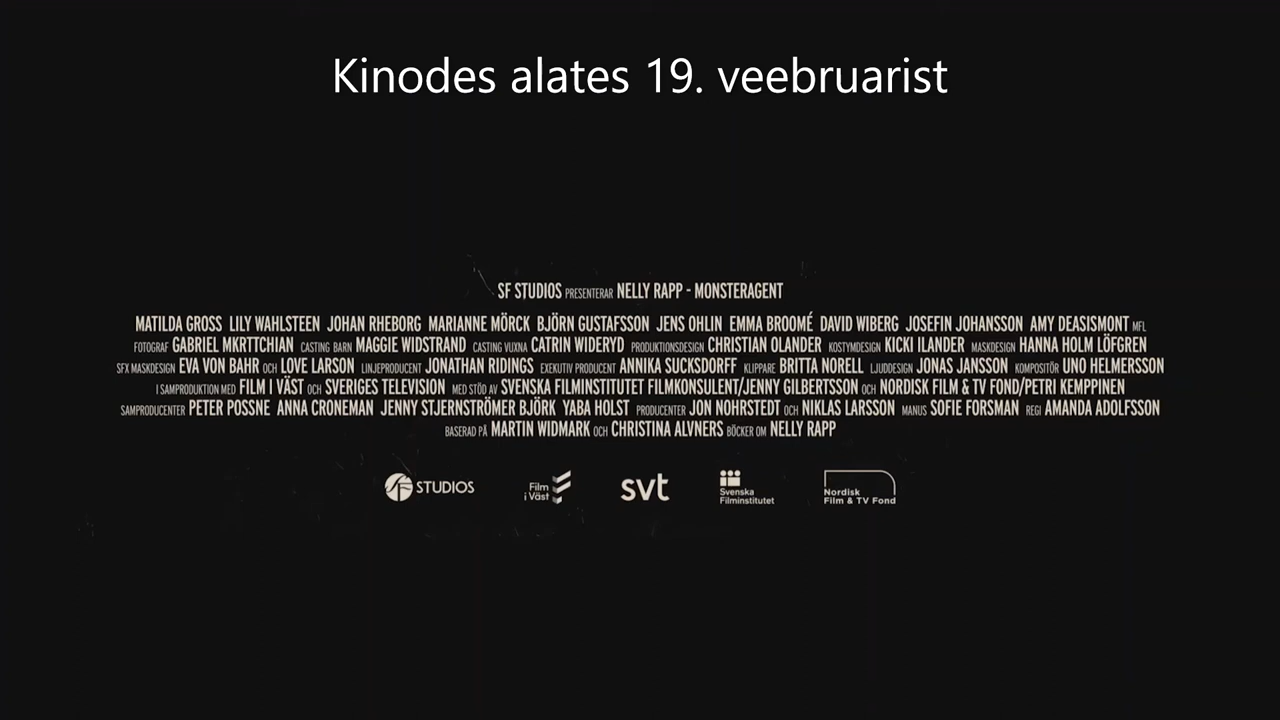 Kinodes alates 19. veebruarist
SF STUDIOS PRESENTERAR NELLY RAPP - MONSTERAGENT
MATILDA GROSS LILY WAHLSTEEN JOHAN RHEBORG MARIANNE MÖRCK BJÖRN GUSTAFSSON JENS OHLIN EMMA BROOMÉ DAVID WIBERG JOSEFIN JOHANSSON AMY DEASISMONT MFL
FOTOGRAF GABRIEL MKRTTCHIAN CASTING BARN MAGGIE WIDSTRAND CASTING VUXNA CATRIN WIDERYD PRODUKTIONSDESIGN CHRISTIAN OLANDER KOSTYMDESIGN KICKI ILANDER MASKDESIGN HANNA HOLM LÖFGREN
SFX MASKDESIGN EVA VON BAHR OCH LOVE LARSON LINJEPRODUCENT JONATHAN RIDINGS EXEKUTIV PRODUCENT ANNIKA SUCKSDORFF KLIPPARE BRITTA NORELL LJUDDESIGN JONAS JANSSON KOMPOSITÖR UNO HELMERSSON
I SAMPRODUKTION MED FILM I VÄST OCH SVERIGES TELEVISION MED STÖD AV SVENSKA FILMINSTITUTET FILMKONSULENT/JENNY GILBERTSSON OCH NORDISK FILM & TV FOND/PETRI KEMPPINEN
SAMPRODUCENTER PETER POSSNE ANNA CRONEMAN JENNY STJERNSTRÖMER BJÖRK YABA HOLST PRODUCENTER JON NOHRSTEDT OCH NIKLAS LARSSON MANUS SOFIE FORSMAN REGI AMANDA ADOLFSSON
BASERAD PÅ MARTIN WIDMARK OCH CHRISTINA ALVNERS BÖCKER OM NELLY RAPP
SF STUDIOS
Film
i Väst
svt
Svenska
Filminstitutet
Nordisk
Film & TV Fond